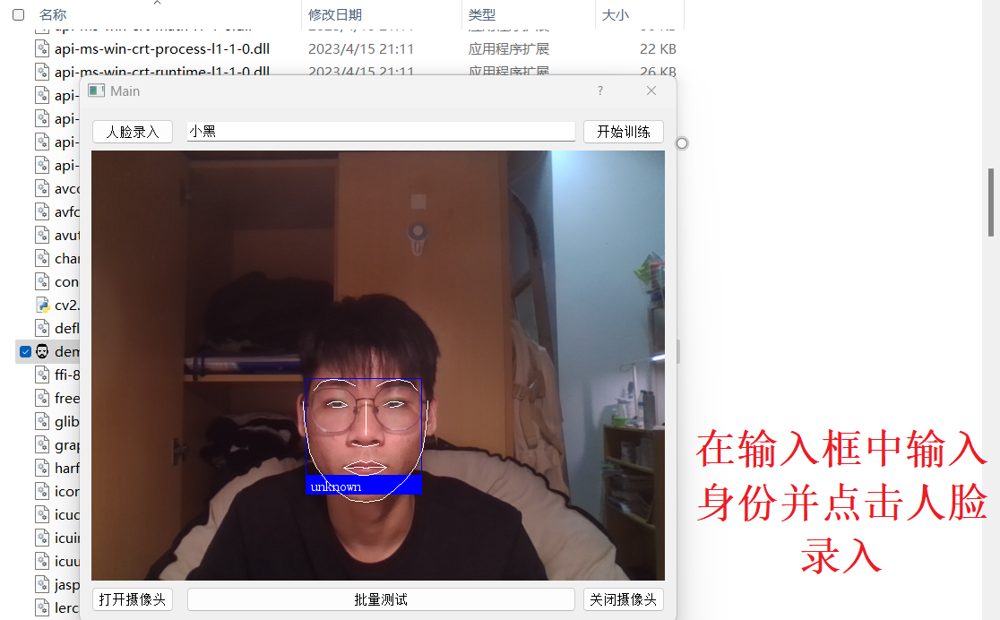 名称 修改日期 类型 大小
api-ms-win-crt-process-l1-1-0.dll 2023/4/15 21:11 应用程序扩展 22 KB
api-ms-win-crt-runtime-l1-1-0.dll 2023/4/15 21:11 应用程序扩展 26 KB
Main ?
api-
api-
人脸录入 小黑 开始训练
api-
api-
avco
avfo
avut
char
con
cv2.
defl
dem
ffi-8
free
glib
grap
harf
icon
icuc
icuin
icuu
jasp
lerc
unknown
打开摄像头 批量测试 关闭摄像头
在输入框中输入
身份并点击人脸
录入